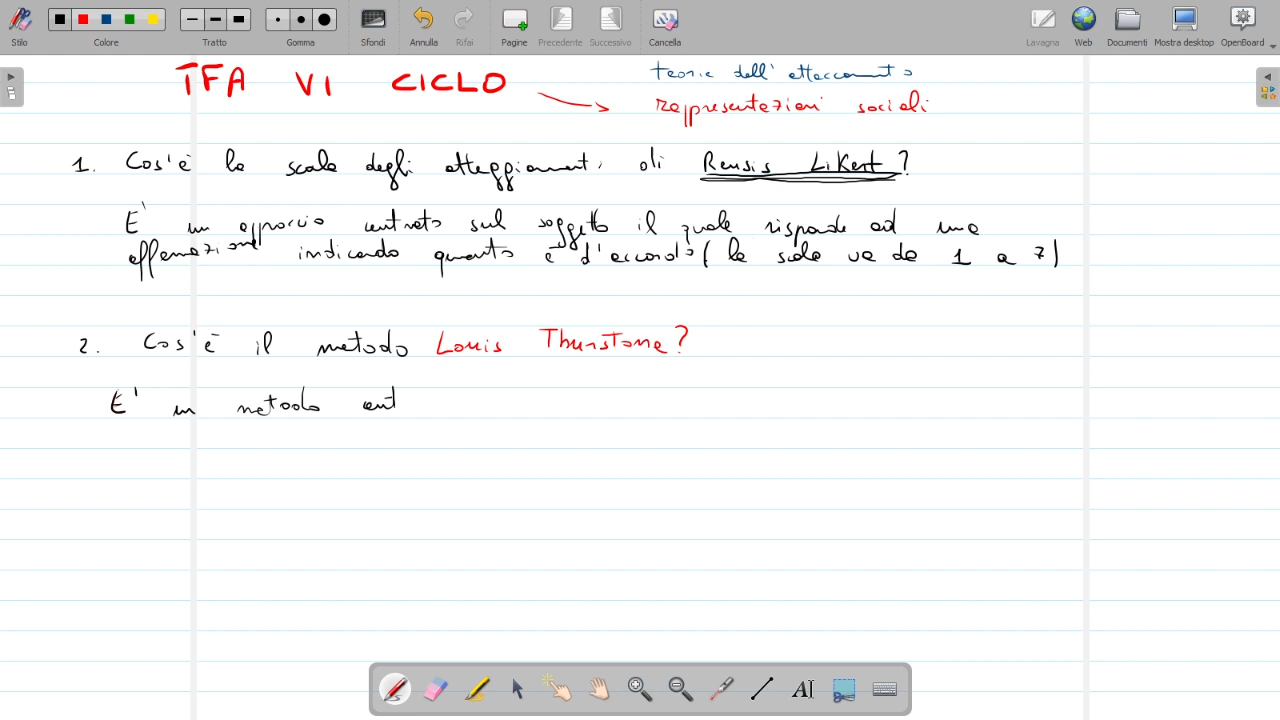 Stilo Colore Tratto Gomma Sfondi Annulla Rifai Pagine Precedente Successivo Cancella Lavagna Web Documenti Mostra desktop OpenBoard
TFA VI CICLO
teorie dell'attaccamento
rappresentazioni sociali
1. Cos'è la scala degli atteggiamenti di Rensis Likert?
E' un approccio centrato sul soggetto il quale risponde ad una
affermazione indicando quanto è d'accordo (la scala va da 1 a 7)
2. Cos'è il metodo Louis Thurstone?
E' un metodo cent